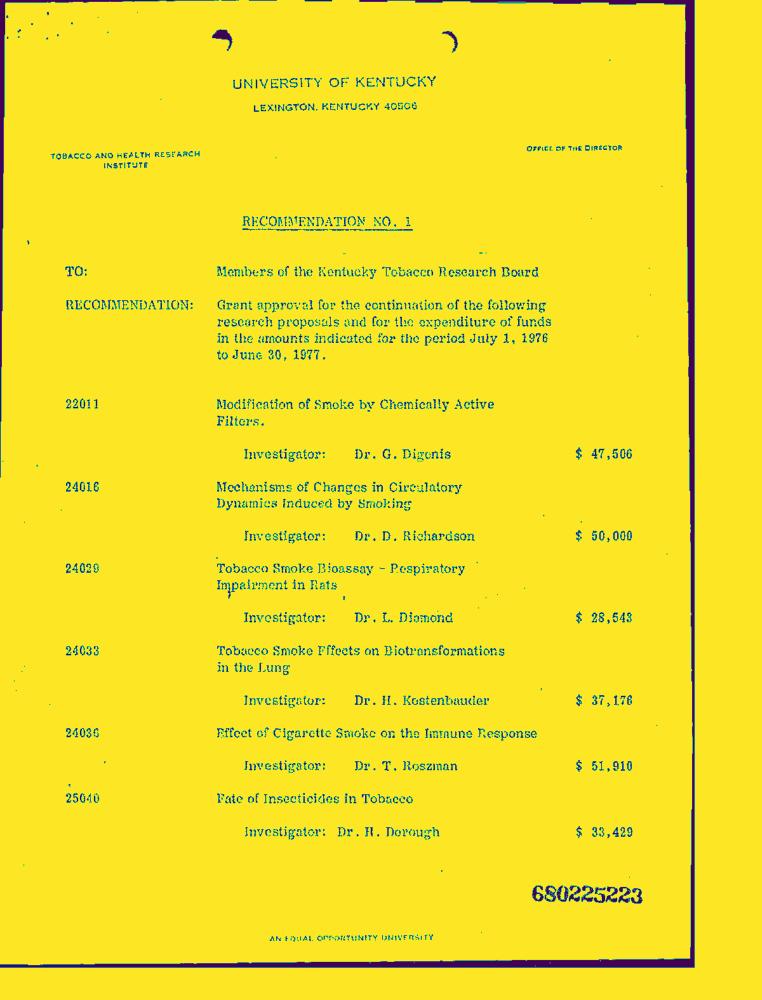 UNIVERSITY OF KENTUCKY
LEXINGTON, KENTUCKY 40506
TOBACCO AND HEALTH RESEARCH
INSTITUTE
OFFICE OF THE DIRECTOR
RECOMMENDATION NO. 1
TO: Members of the Kentucky Tobacco Research Board
RECOMMENDATION: Grant approval for the continuation of the following
research proposals and for the expenditure of funds
in the amounts indicated for the period July 1, 1976
to June 30, 1977.
22011 Modification of Smoke by Chemically Active
Filters.
Investigator: Dr. G. Digenis $ 47,506
24016 Mechanisms of Changes in Circulatory
Dynamics Induced by Smoking
Investigator: Dr. D. Richardson $ 50,000
24029 Tobacco Smoke Bioassay - Respiratory
Impairment in Rats
Investigator: Dr. L. Diamond $ 28,543
24033 Tobacco Smoke Effects on Biotransformations
in the Lung
Investigator: Dr. H. Kostenbauder $ 37,176
24036 Effect of Cigarette Smoke on the Immune Response
Investigator: Dr. T. Roszman $ 51,910
25040 Fate of Insecticides in Tobacco
Investigator: Dr. H. Dorough $ 33,429
680225223
AN EQUAL OPPORTUNITY UNIVERSITY